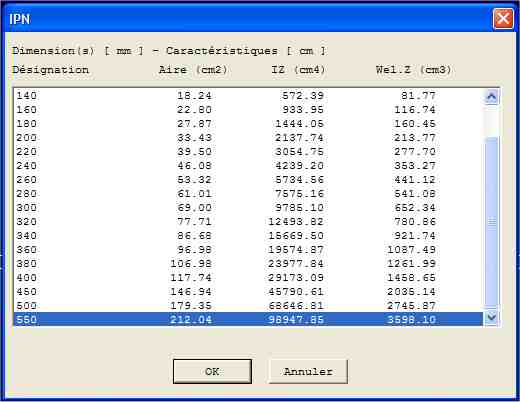 IPN
Dimension(s) [ mm ] - Caractéristiques [ cm ]
Désignation Aire (cm2) IZ (cm4) Wel.Z (cm3)
140 18.24 572.39 81.77
160 22.80 933.95 116.74
180 27.87 1444.05 160.45
200 33.43 2137.74 213.77
220 39.50 3054.75 277.70
240 46.08 4239.20 353.27
260 53.32 5734.56 441.12
280 61.01 7575.16 541.08
300 69.00 9785.10 652.34
320 77.71 12493.82 780.86
340 86.68 15669.50 921.74
360 96.98 19574.87 1087.49
380 106.98 23977.84 1261.99
400 117.74 29173.09 1458.65
450 146.94 45790.61 2035.14
500 179.35 68646.81 2745.87
550 212.04 98947.85 3598.10
OK Annuler